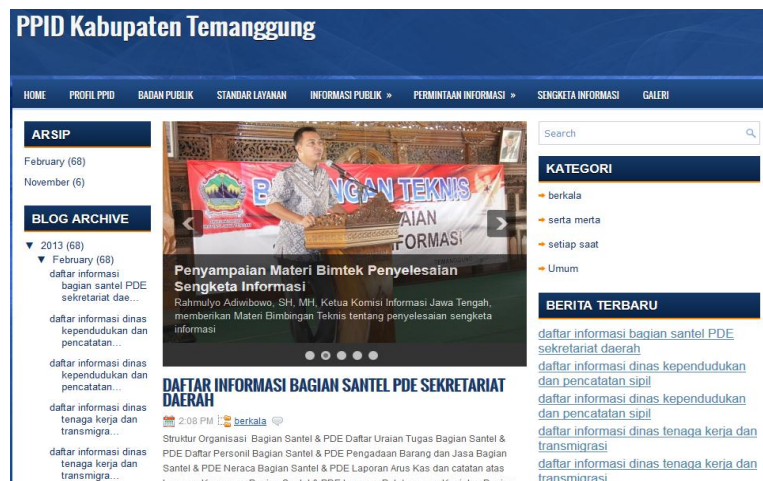 PPID Kabupaten Temanggung
HOME PROFIL PPID BADAN PUBLIK STANDAR LAYANAN INFORMASI PUBLIK » PERMINTAAN INFORMASI » SENGKETA INFORMASI GALERI
ARSIP
February (68)
November (6)
BLOG ARCHIVE
▼ 2013 (68)
▼ February (68)
daftar informasi
bagian santel PDE
sekretariat dae...
daftar informasi dinas
kependudukan dan
pencatatan...
daftar informasi dinas
kependudukan dan
pencatatan...
daftar informasi dinas
tenaga kerja dan
transmigra...
daftar informasi dinas
tenaga kerja dan
transmigra...
TEKNIS
Penyampaian Materi Bimtek Penyelesaian
Sengketa Informasi
Rahmulyo Adiwibowo, SH, MH, Ketua Komisi Informasi Jawa Tengah,
memberikan Materi Bimbingan Teknis tentang penyelesaian sengketa
informasi
DAFTAR INFORMASI BAGIAN SANTEL PDE SEKRETARIAT
DAERAH
2:08 PM berkala
Struktur Organisasi Bagian Santel & PDE Daftar Uraian Tugas Bagian Santel &
PDE Daftar Personil Bagian Santel & PDE Pengadaan Barang dan Jasa Bagian
Santel & PDE Neraca Bagian Santel & PDE Laporan Arus Kas dan catatan atas
Search
KATEGORI
berkala
serta merta
setiap saat
Umum
BERITA TERBARU
daftar informasi bagian santel PDE
sekretariat daerah
daftar informasi dinas kependudukan
dan pencatatan sipil
daftar informasi dinas kependudukan
dan pencatatan sipil
daftar informasi dinas tenaga kerja dan
transmigrasi
daftar informasi dinas tenaga kerja dan
transmigrasi